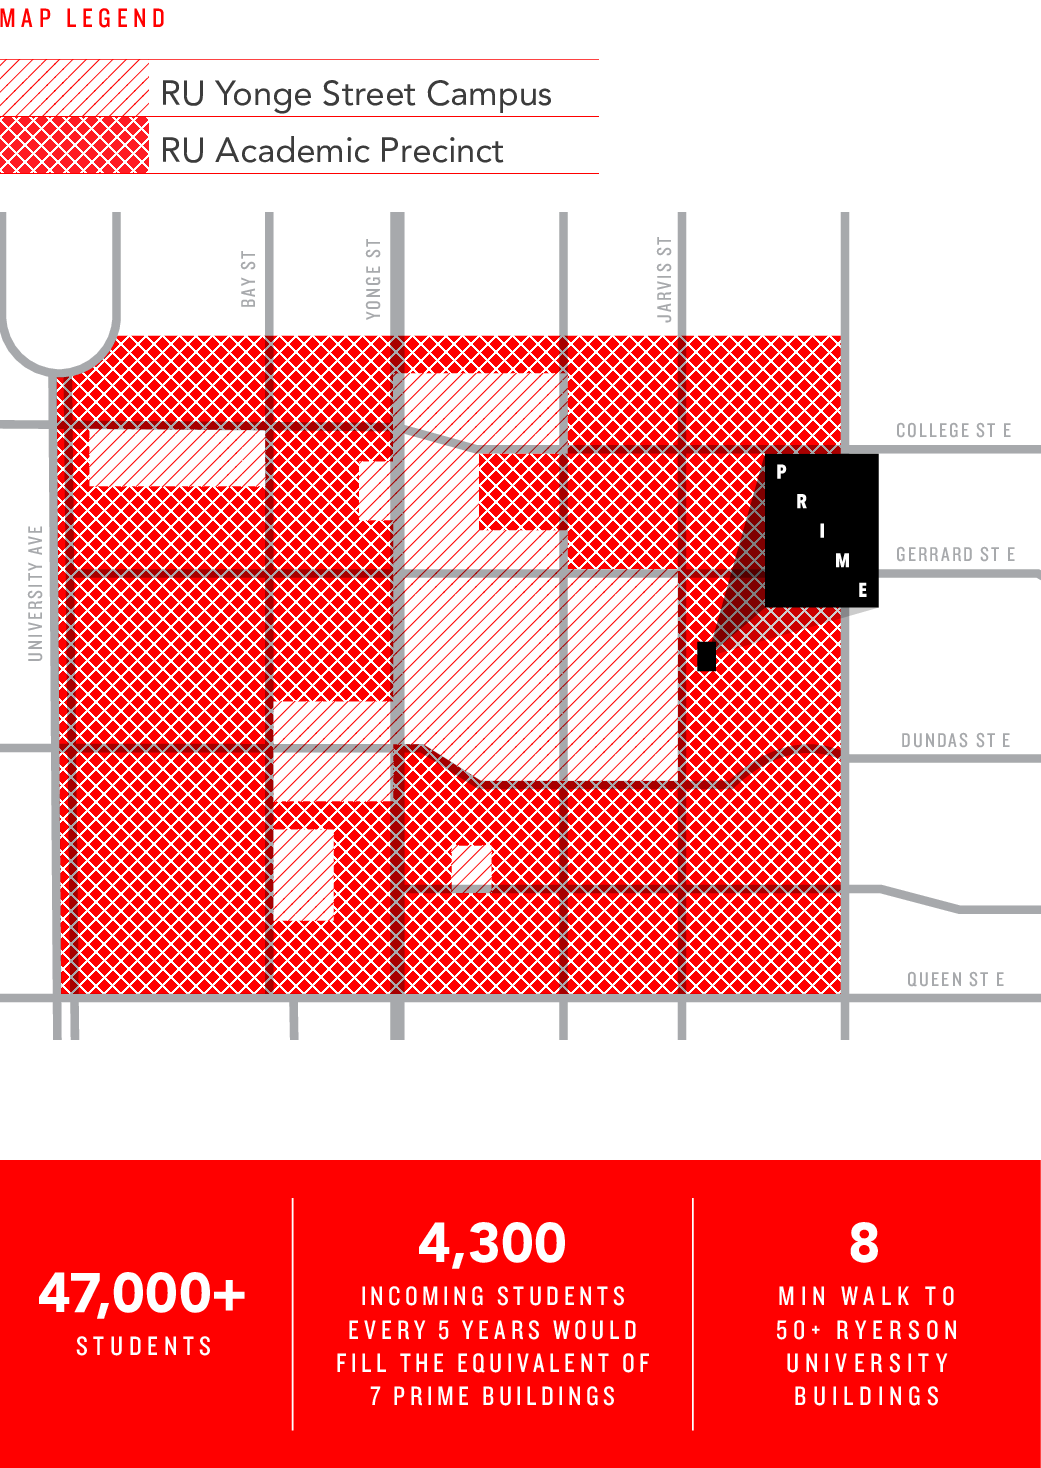 MAP LEGEND
RU Yonge Street Campus
RU Academic Precinct
BAY ST
YONGE ST
JARVIS ST
COLLEGE ST E
P
R
I
M
E
GERRARD ST E
UNIVERSITY AVE
DUNDAS ST E
QUEEN ST E
47,000+
STUDENTS
4,300
INCOMING STUDENTS
EVERY 5 YEARS WOULD
FILL THE EQUIVALENT OF
7 PRIME BUILDINGS
8
MIN WALK TO
50+ RYERSON
UNIVERSITY
BUILDINGS